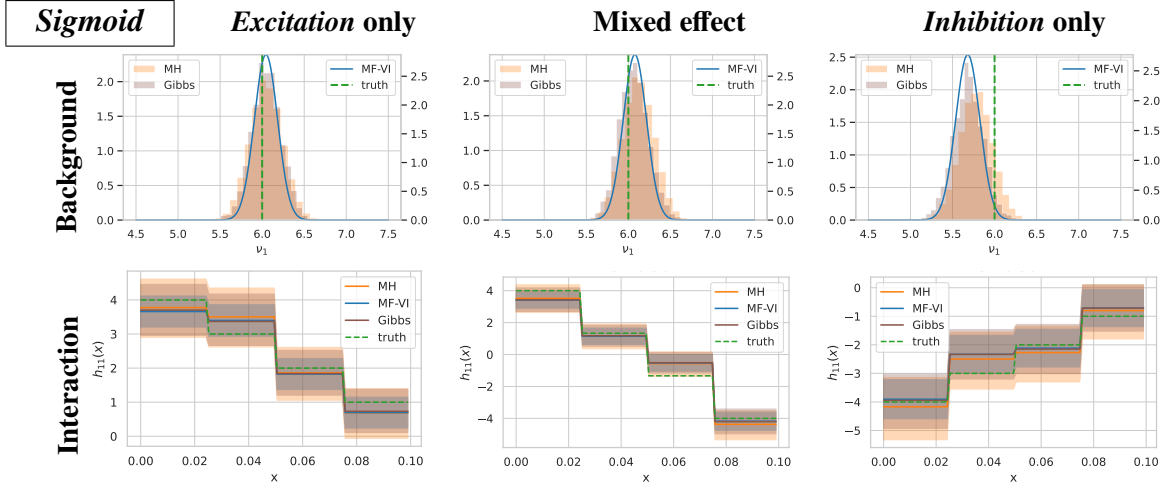 Sigmoid
Excitation only
Mixed effect
Inhibition only
Background
MH
Gibbs
MF-VI
truth
2.0
1.5
1.0
0.5
0.0
2.5
2.0
1.5
1.0
0.5
0.0
4.5 5.0 5.5 6.0 6.5 7.0 7.5
ν1
MH
Gibbs
MF-VI
truth
2.0
1.5
1.0
0.5
0.0
2.5
2.0
1.5
1.0
0.5
0.0
4.5 5.0 5.5 6.0 6.5 7.0 7.5
ν1
MH
Gibbs
MF-VI
truth
2.5
2.0
1.5
1.0
0.5
0.0
2.5
2.0
1.5
1.0
0.5
0.0
4.5 5.0 5.5 6.0 6.5 7.0 7.5
ν1
Interaction
h11(x)
4
3
2
1
0
MH
MF-VI
Gibbs
truth
0.00 0.02 0.04 0.06 0.08 0.10
x
h11(x)
4
2
0
−2
−4
MH
MF-VI
Gibbs
truth
0.00 0.02 0.04 0.06 0.08 0.10
x
h11(x)
0
−1
−2
−3
−4
−5
MH
MF-VI
Gibbs
truth
0.00 0.02 0.04 0.06 0.08 0.10
x